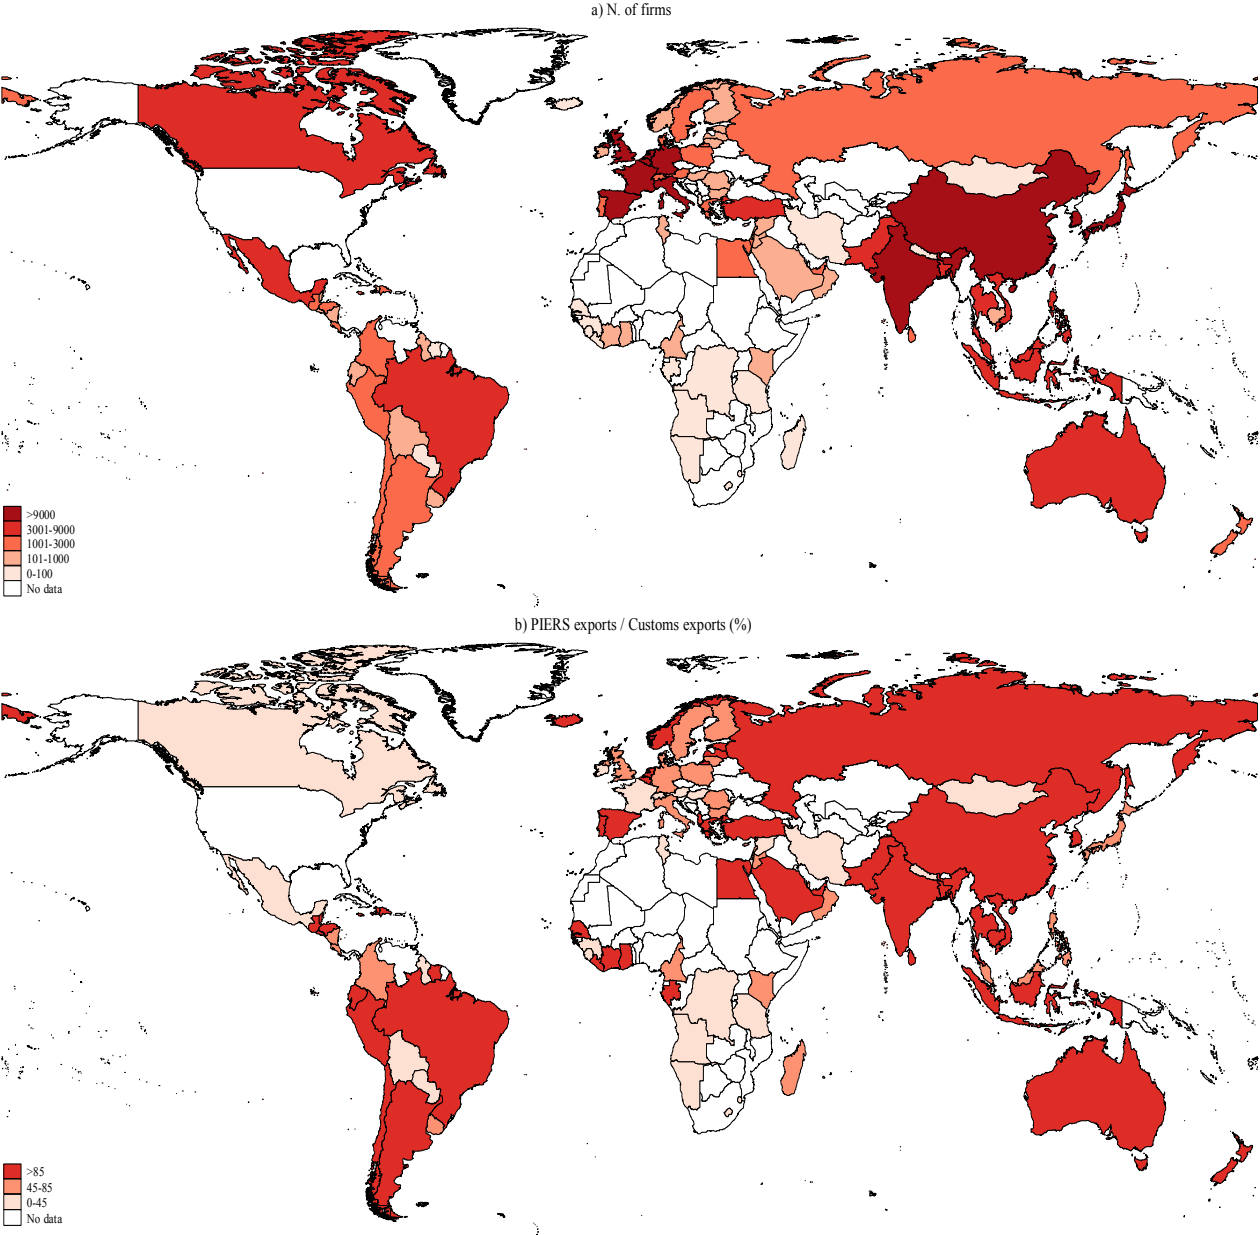 a) N. of firms
>9000
3001-9000
1001-3000
101-1000
0-100
No data
b) PIERS exports / Customs exports (%)
>85
45-85
0-45
No data